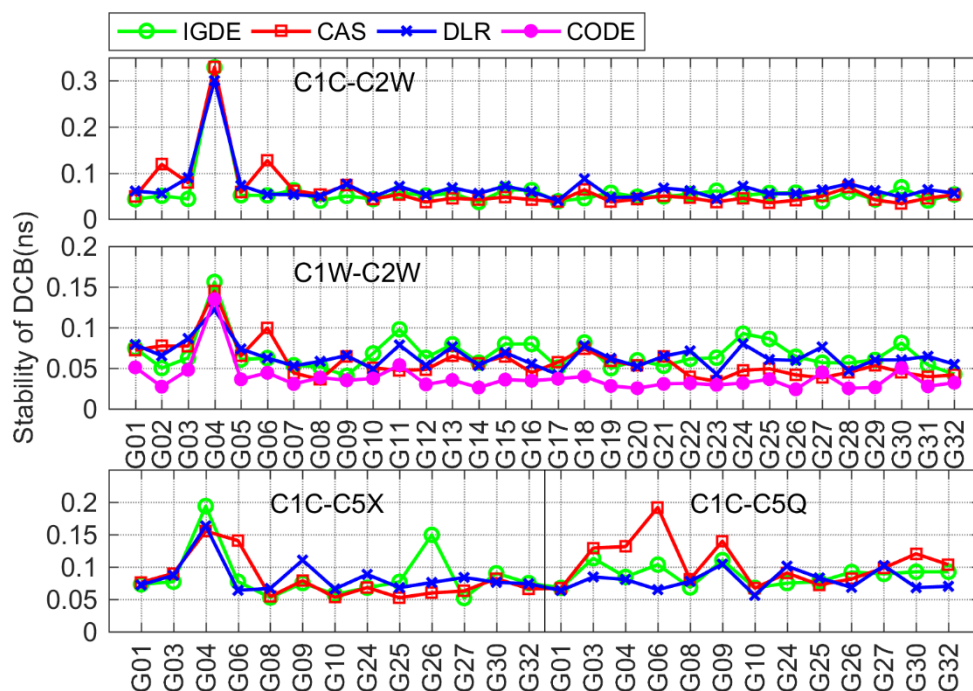 IGDE CAS DLR CODE
C1C-C2W
0.3
0.2
0.1
0
Stability of DCB(ns)
C1W-C2W
0.2
0.15
0.1
0.05
0
G01 G02 G03 G04 G05 G06 G07 G08 G09 G10 G11 G12 G13 G14 G15 G16 G17 G18 G19 G20 G21 G22 G23 G24 G25 G26 G27 G28 G29 G30 G31 G32
C1C-C5X C1C-C5Q
0.2
0.15
0.1
0.05
0
G01 G03 G04 G06 G08 G09 G10 G24 G25 G26 G27 G30 G32 G01 G03 G04 G06 G08 G09 G10 G24 G25 G26 G27 G30 G32